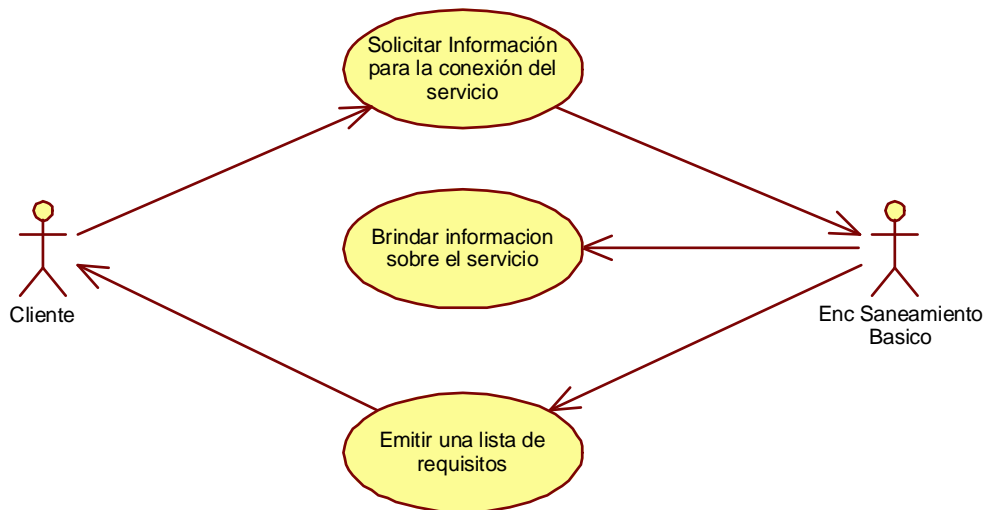 Solicitar Información
para la conexión del
servicio
Brindar informacion
sobre el servicio
Cliente
Enc Saneamiento
Basico
Emitir una lista de
requisitos